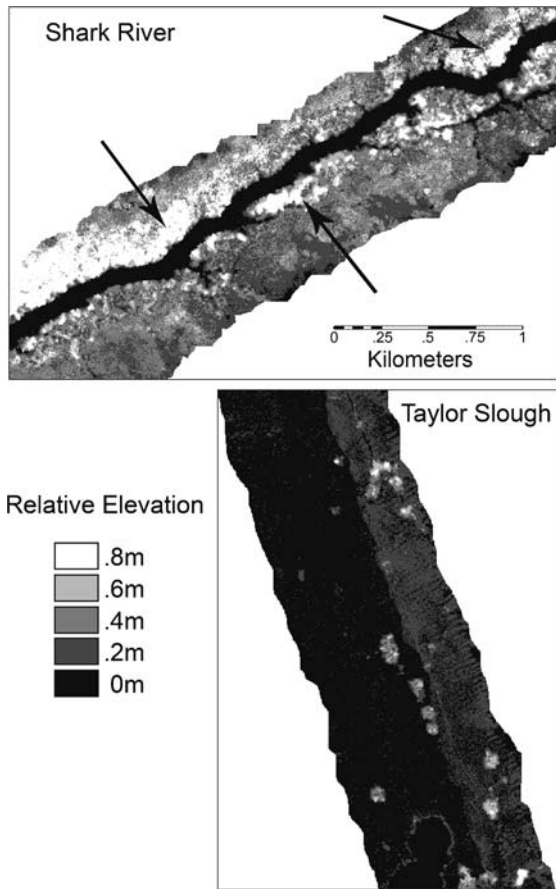 Shark River
0 .25 .5 .75 1
Kilometers
Taylor Slough
Relative Elevation
.8m
.6m
.4m
.2m
0m